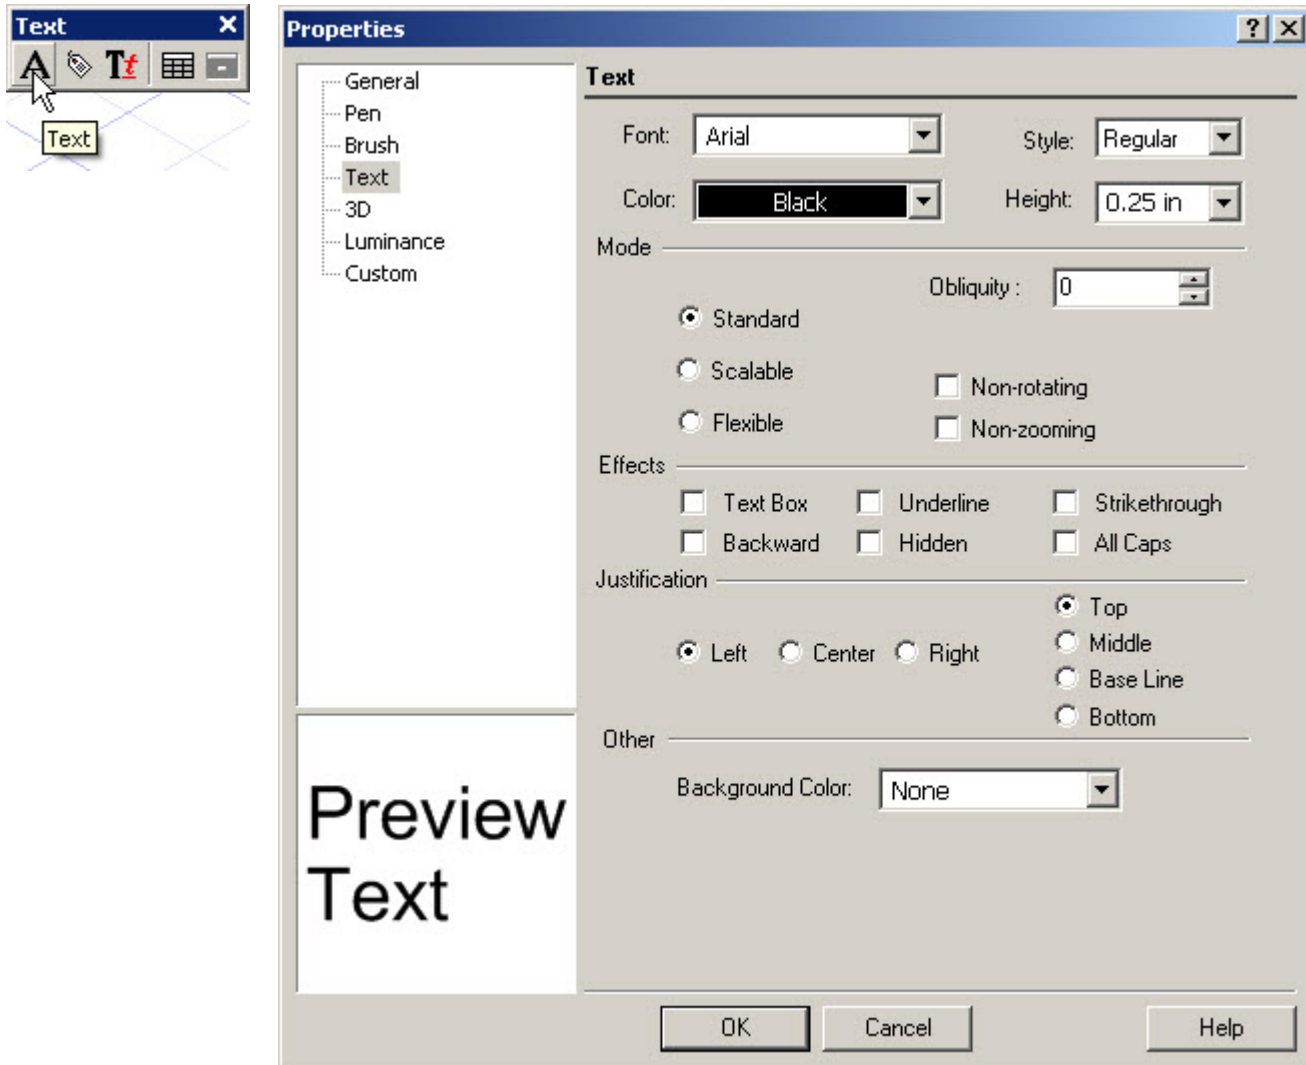 Text
Text
Properties
General
Pen
Brush
Text
3D
Luminance
Custom
Preview
Text
Text
Font: Arial Style: Regular
Color: Black Height: 0.25 in
Mode
Obliquity : 0
Standard
Scalable
Non-rotating
Flexible
Non-zooming
Effects
Text Box Underline Strikethrough
Backward Hidden All Caps
Justification
Top
Left Center Right Middle
Base Line
Bottom
Other
Background Color: None
OK Cancel Help